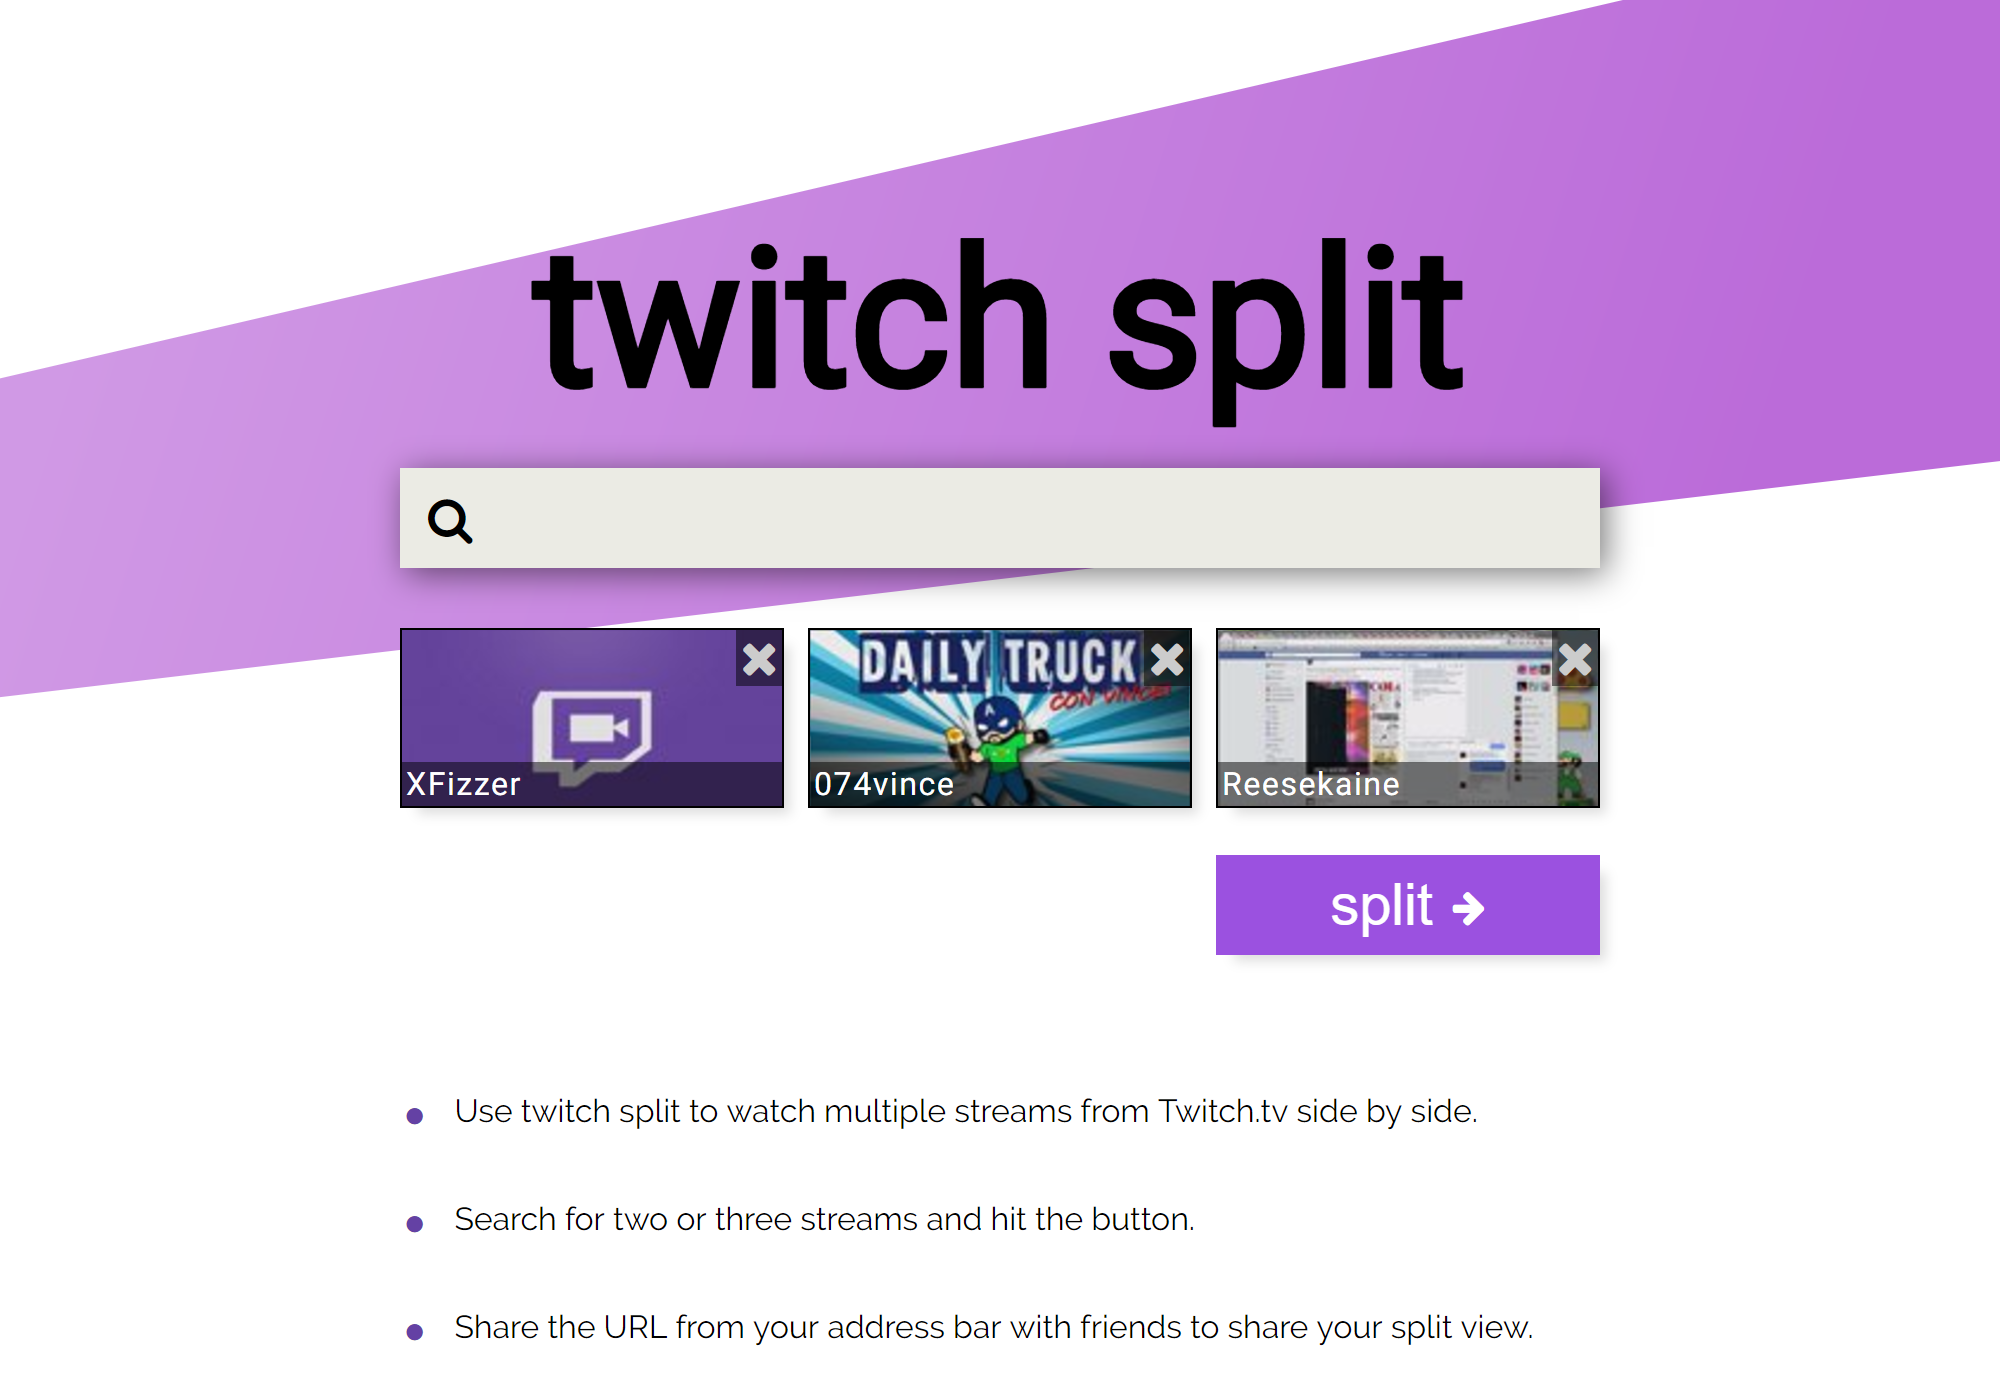 twitch split
DAILY TRUCK
CON VINCE!
XFizzer
074vince
Reesekaine
split
Use twitch split to watch multiple streams from Twitch.tv side by side.
Search for two or three streams and hit the button.
Share the URL from your address bar with friends to share your split view.